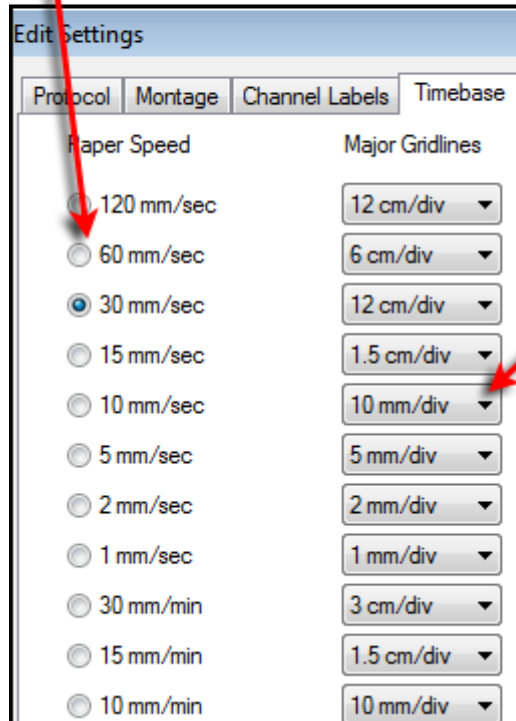 Edit Settings
Protocol Montage Channel Labels Timebase
Paper Speed Major Gridlines
120 mm/sec 12 cm/div
60 mm/sec 6 cm/div
30 mm/sec 12 cm/div
15 mm/sec 1.5 cm/div
10 mm/sec 10 mm/div
5 mm/sec 5 mm/div
2 mm/sec 2 mm/div
1 mm/sec 1 mm/div
30 mm/min 3 cm/div
15 mm/min 1.5 cm/div
10 mm/min 10 mm/div